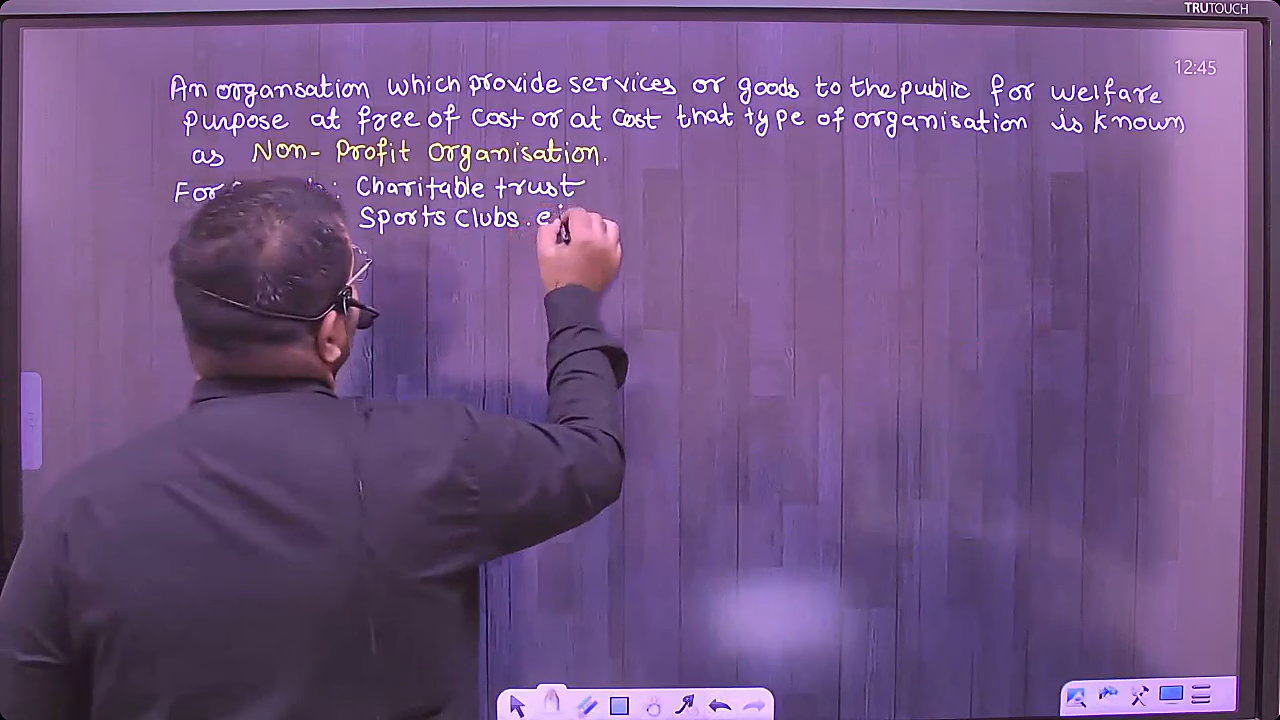 TRUTOUCH
12:45
An organsation which provide services or goods to the public for welfare
purpose at free of cost or at cost that type of organisation is known
as Non-Profit Organisation.
For : Charitable trust
Sports Clubs.